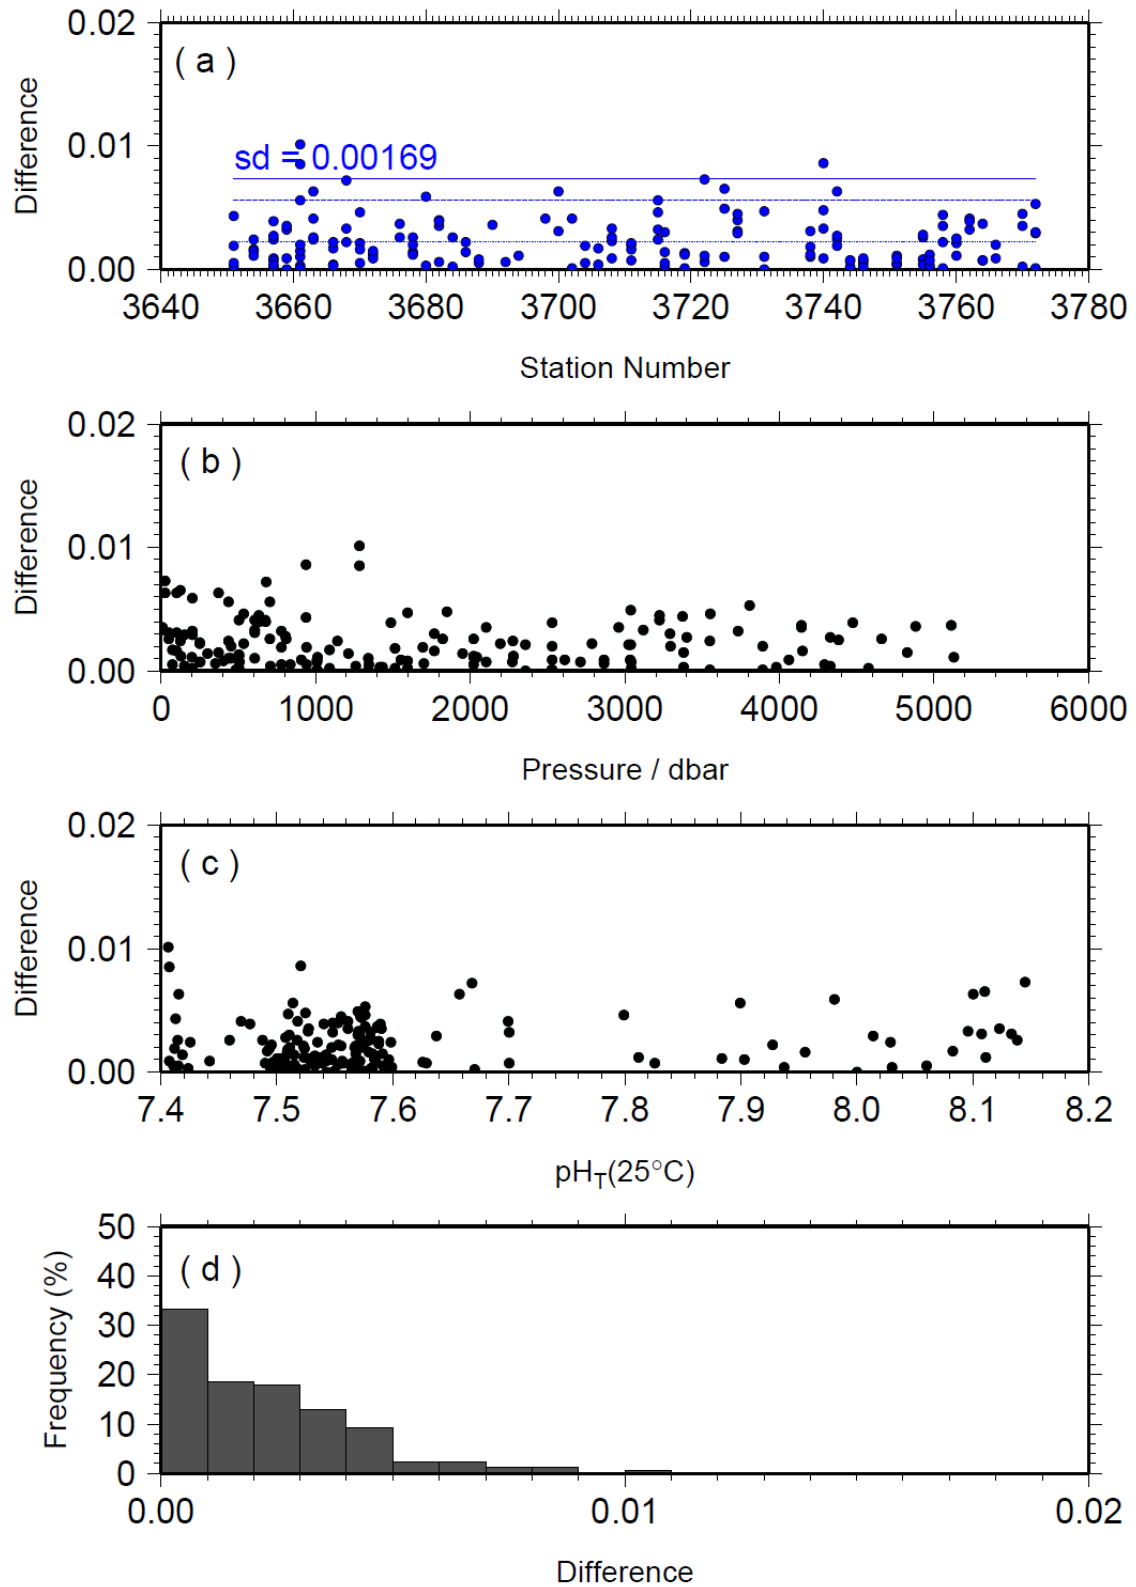 0.02
( a )
Difference
0.01
sd = 0.00169
0.00
3640 3660 3680 3700 3720 3740 3760 3780
Station Number
0.02
( b )
Difference
0.01
0.00
0 1000 2000 3000 4000 5000 6000
Pressure / dbar
0.02
( c )
Difference
0.01
0.00
7.4 7.5 7.6 7.7 7.8 7.9 8.0 8.1 8.2
pH_T(25°C)
50
( d )
Frequency (%)
40
30
20
10
0
0.00 0.01 0.02
Difference